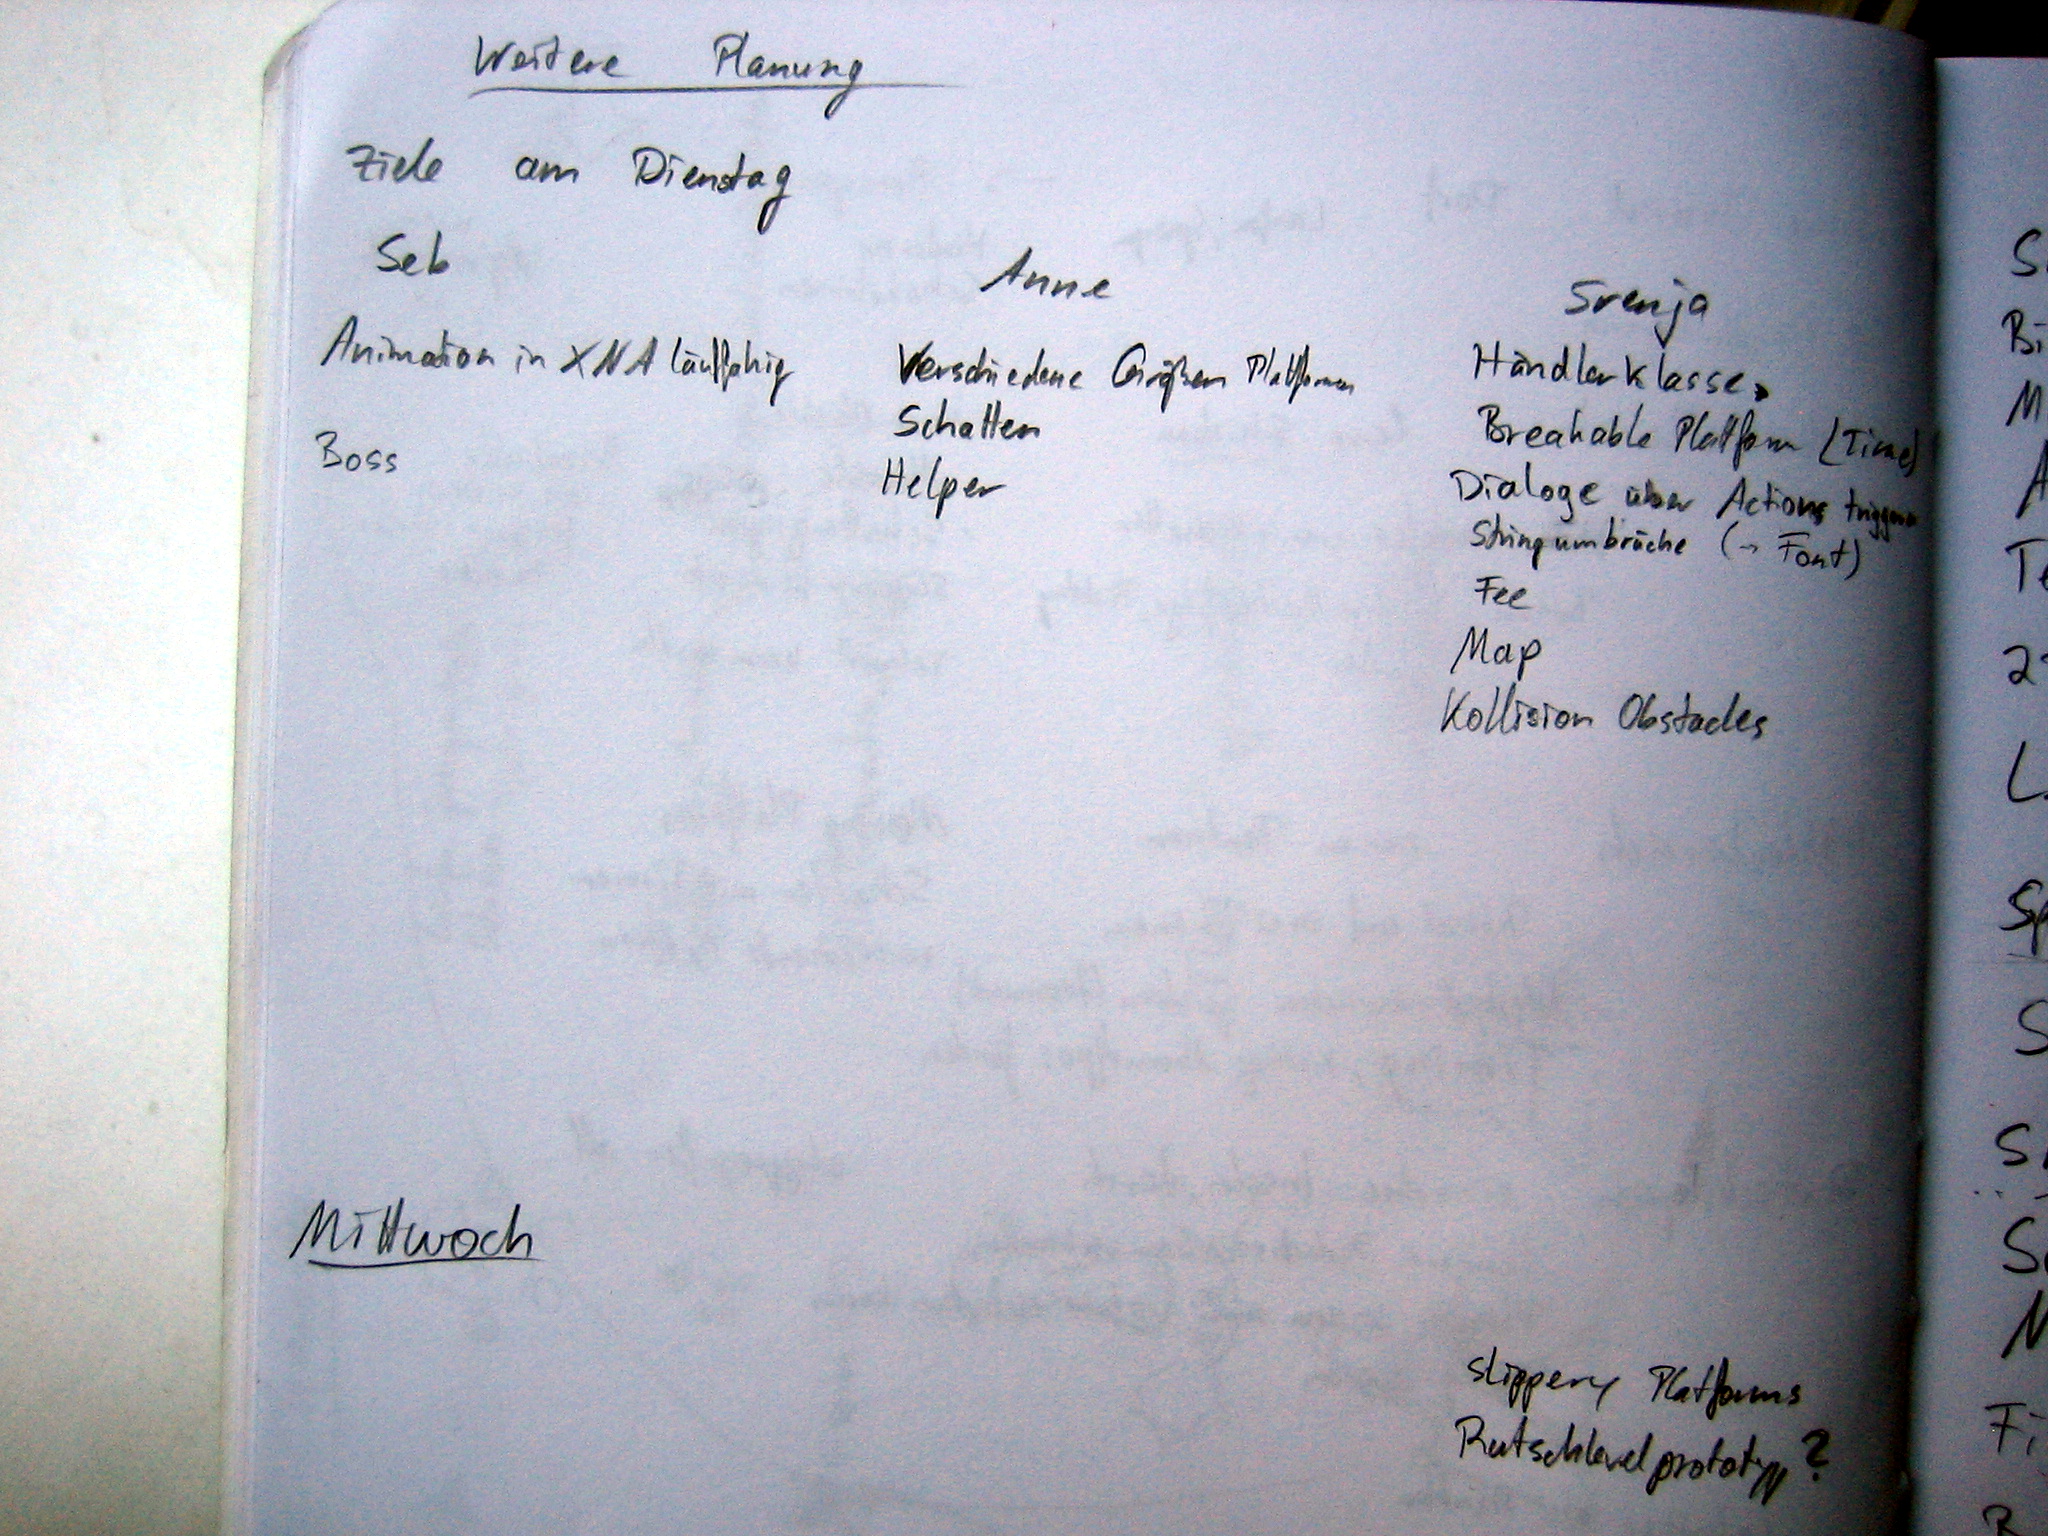 Weitere Planung
Ziele am Dienstag
Seb
Animation in XNA lauffähig
Boss
Anne
Verschiedene Größen Plattformen
Schatten
Helper
Svenja
Händlerklasse
Breakable Platform (Time)
Dialoge über Actions triggern
Stringumbrüche (→ Font)
Fee
Map
Kollision Obstacles
Mittwoch
slippery Platforms
Rutschlevelprototyp?